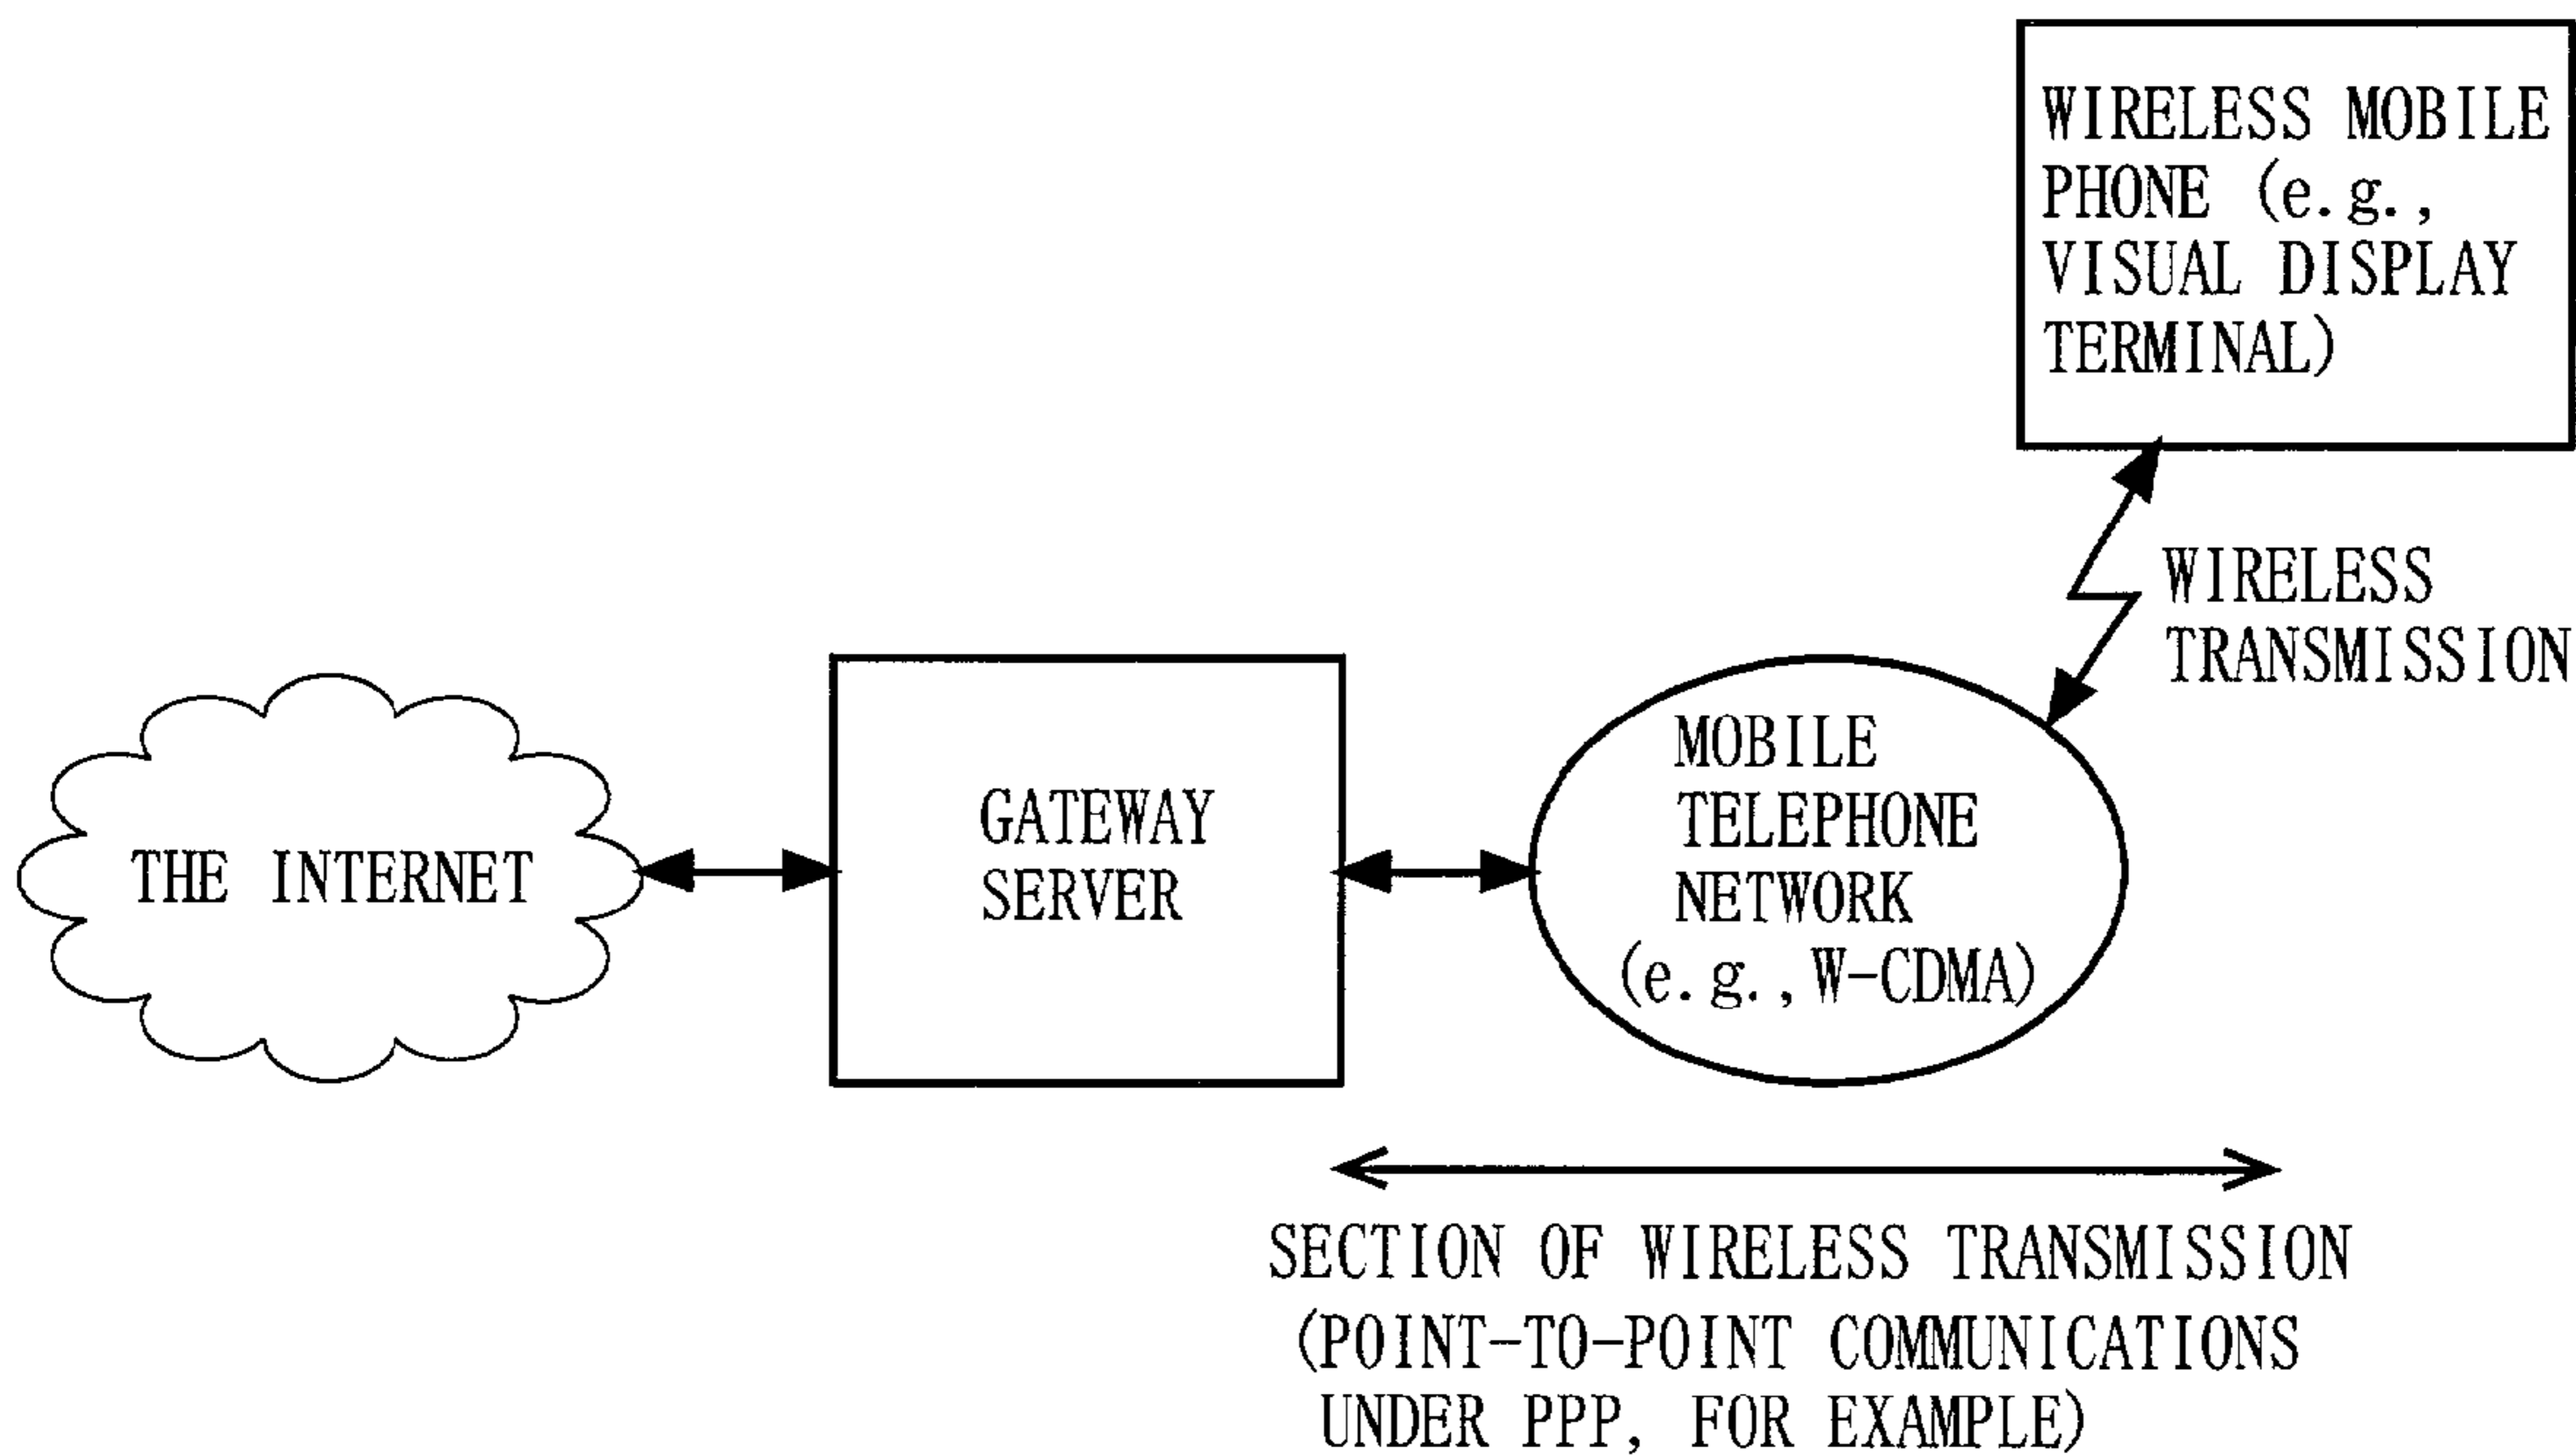 WIRELESS MOBILE
PHONE (e.g.,
VISUAL DISPLAY
TERMINAL)
WIRELESS
TRANSMISSION
THE INTERNET
GATEWAY
SERVER
MOBILE
TELEPHONE
NETWORK
(e.g., W-CDMA)
SECTION OF WIRELESS TRANSMISSION
(POINT-TO-POINT COMMUNICATIONS
UNDER PPP, FOR EXAMPLE)